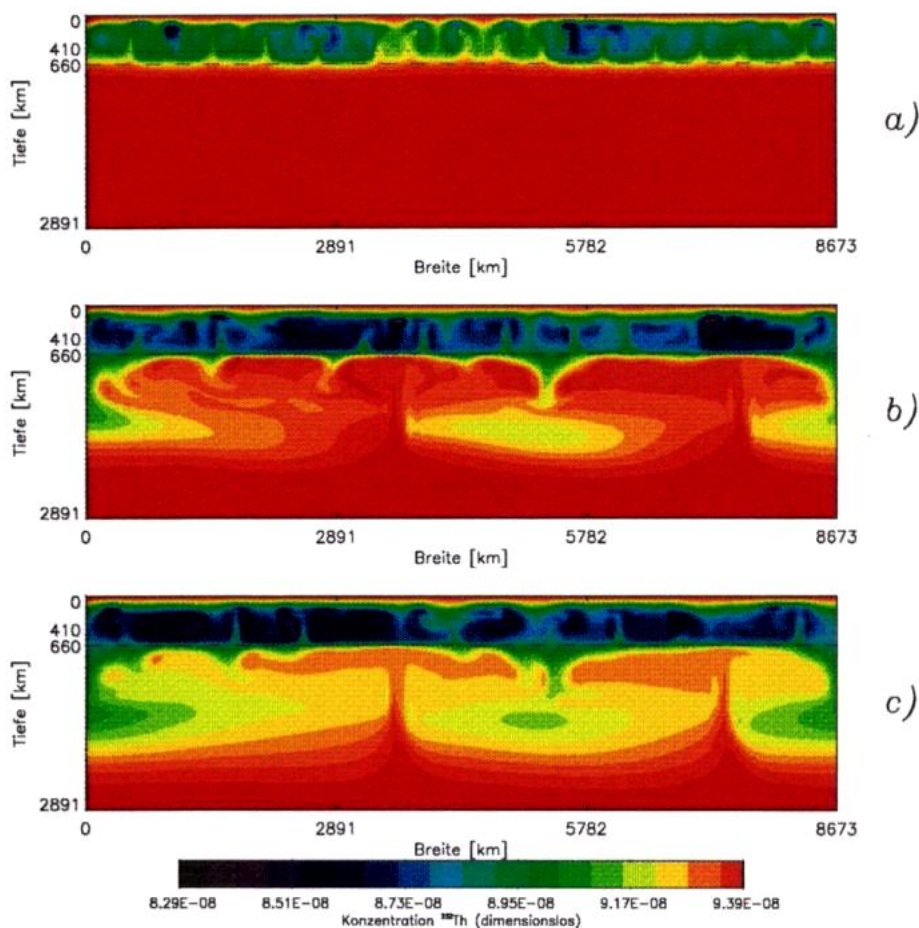 0
410
660
2891
Tiefe [km]
0 2891 5782 8673
Breite [km]
a)
0
410
660
2891
Tiefe [km]
0 2891 5782 8673
Breite [km]
b)
0
410
660
2891
Tiefe [km]
0 2891 5782 8673
Breite [km]
c)
8.29E-08 8.51E-08 8.73E-08 8.95E-08 9.17E-08 9.39E-08
Konzentration ²³²Th (dimensionslos)